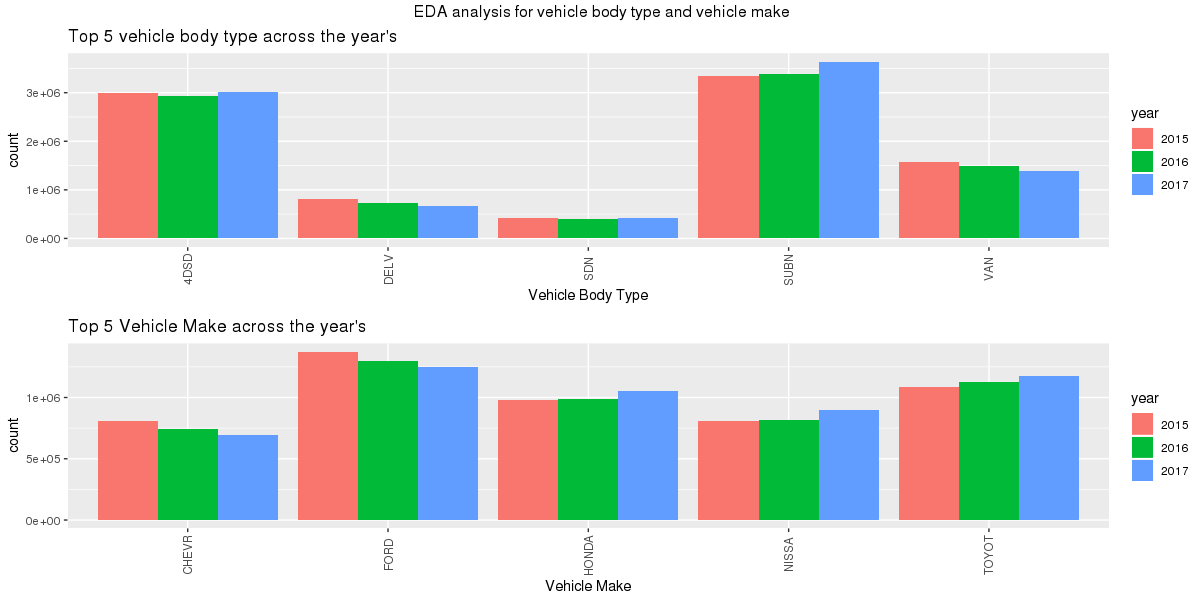 EDA analysis for vehicle body type and vehicle make
Top 5 vehicle body type across the year's
count
3e+06
2e+06
1e+06
0e+00
4DSD
DELV
SDN
SUBN
VAN
Vehicle Body Type
year
2015
2016
2017
Top 5 Vehicle Make across the year's
count
1e+06
5e+05
0e+00
CHEVR
FORD
HONDA
NISSA
TOYOT
Vehicle Make
year
2015
2016
2017